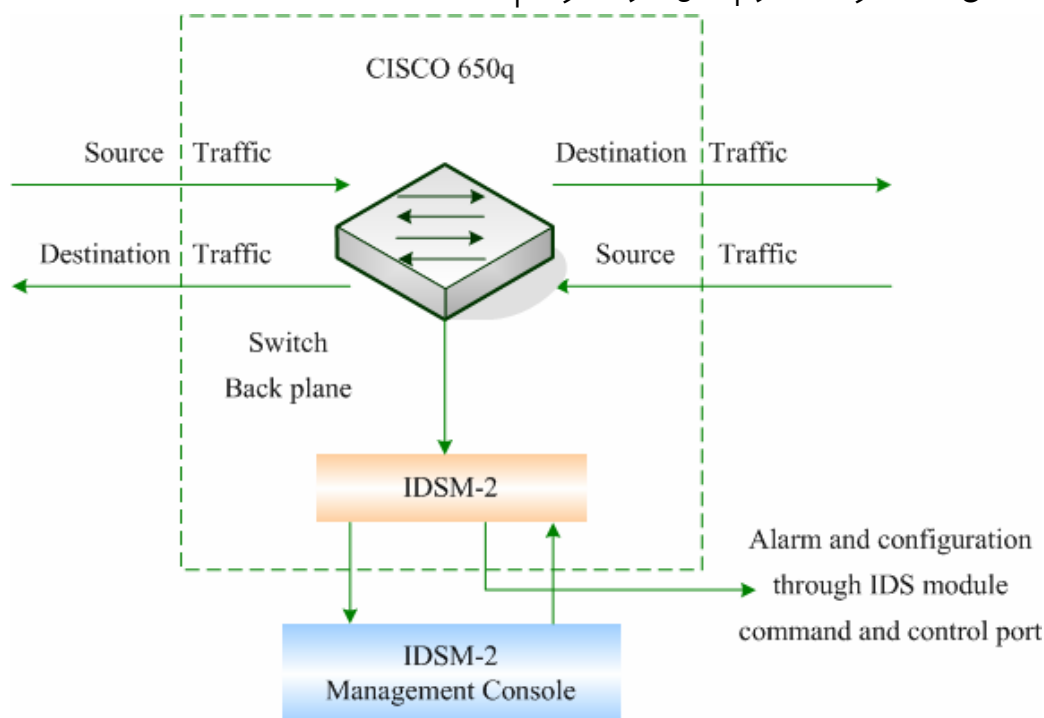 CISCO 650q
Source Traffic
Destination Traffic
Destination Traffic
Source Traffic
Switch
Back plane
IDSM-2
Alarm and configuration
through IDS module
command and control port
IDSM-2
Management Console